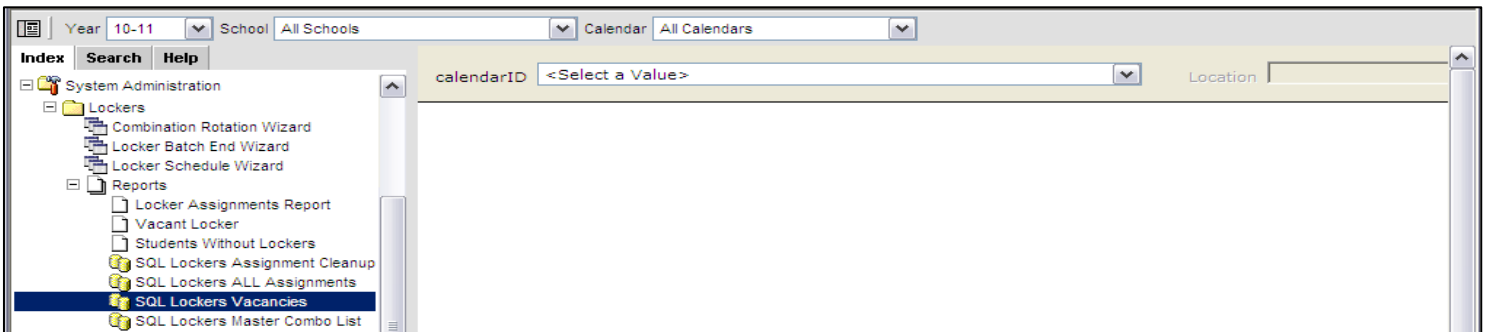 Year 10-11 School All Schools Calendar All Calendars
Index Search Help
calendarID <Select a Value> Location
System Administration
Lockers
Combination Rotation Wizard
Locker Batch End Wizard
Locker Schedule Wizard
Reports
Locker Assignments Report
Vacant Locker
Students Without Lockers
SQL Lockers Assignment Cleanup
SQL Lockers ALL Assignments
SQL Lockers Vacancies
SQL Lockers Master Combo List